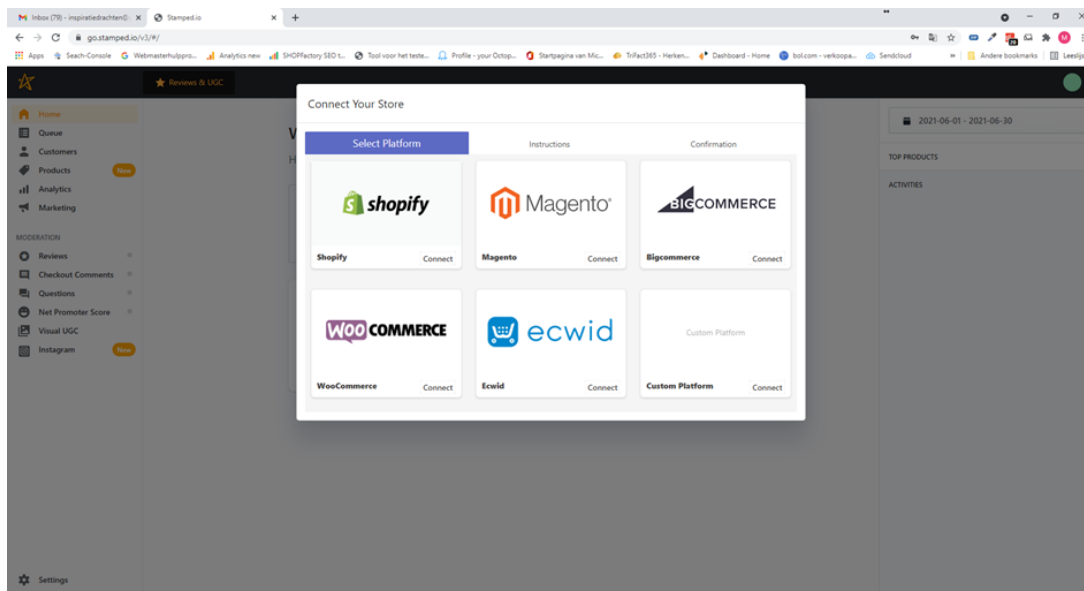 Inbox (79) - inspiratiedrachten@
Stamped.io
go.stamped.io/v3/#/
Apps
Seach-Console
Webmasterhulppro...
Analytics new
SHOPFactory SEO t...
Tool voor het teste...
Profile - your Octop...
Startpagina van Mic...
TriFact365 - Herken...
Dashboard - Home
bol.com - verkoopa...
Sendcloud
Andere bookmarks
Leeslijs
Reviews & UGC
Connect Your Store
Home
Queue
Customers
Products New
Analytics
Marketing
MODERATION
Reviews
Checkout Comments
Questions
Net Promoter Score
Visual UGC
Instagram New
Settings
W
H
Select Platform
Instructions
Confirmation
shopify
Shopify Connect
Magento
Magento Connect
BIGCOMMERCE
Bigcommerce Connect
WOO COMMERCE
WooCommerce Connect
ecwid
Ecwid Connect
Custom Platform
Custom Platform Connect
2021-06-01 - 2021-06-30
TOP PRODUCTS
ACTIVITIES